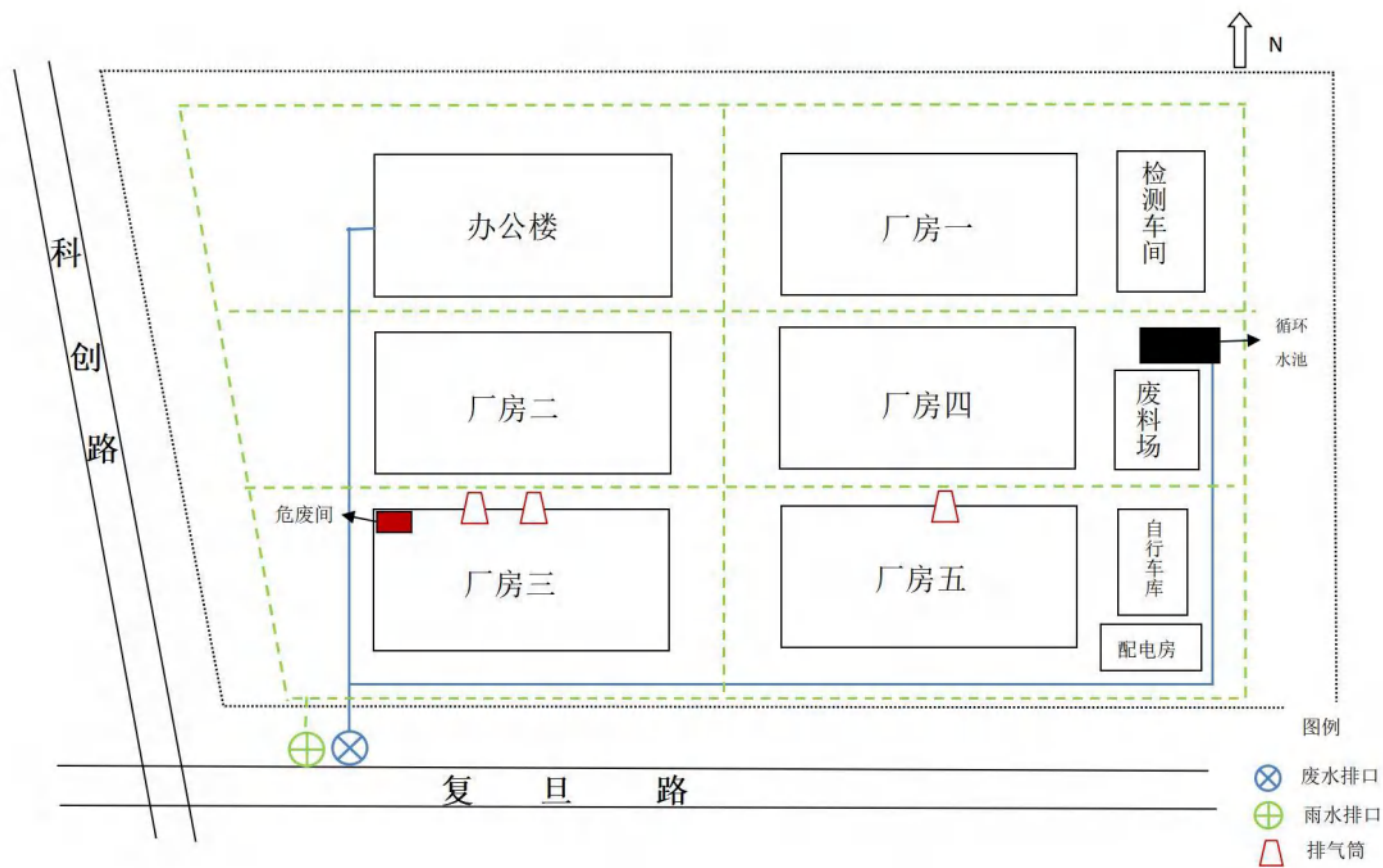 N
办公楼
厂房一
检测车间
科创路
循环
水池
厂房二
厂房四
废料场
危废间
厂房三
厂房五
自行车库
配电房
图例
废水排口
复旦路
雨水排口
排气筒